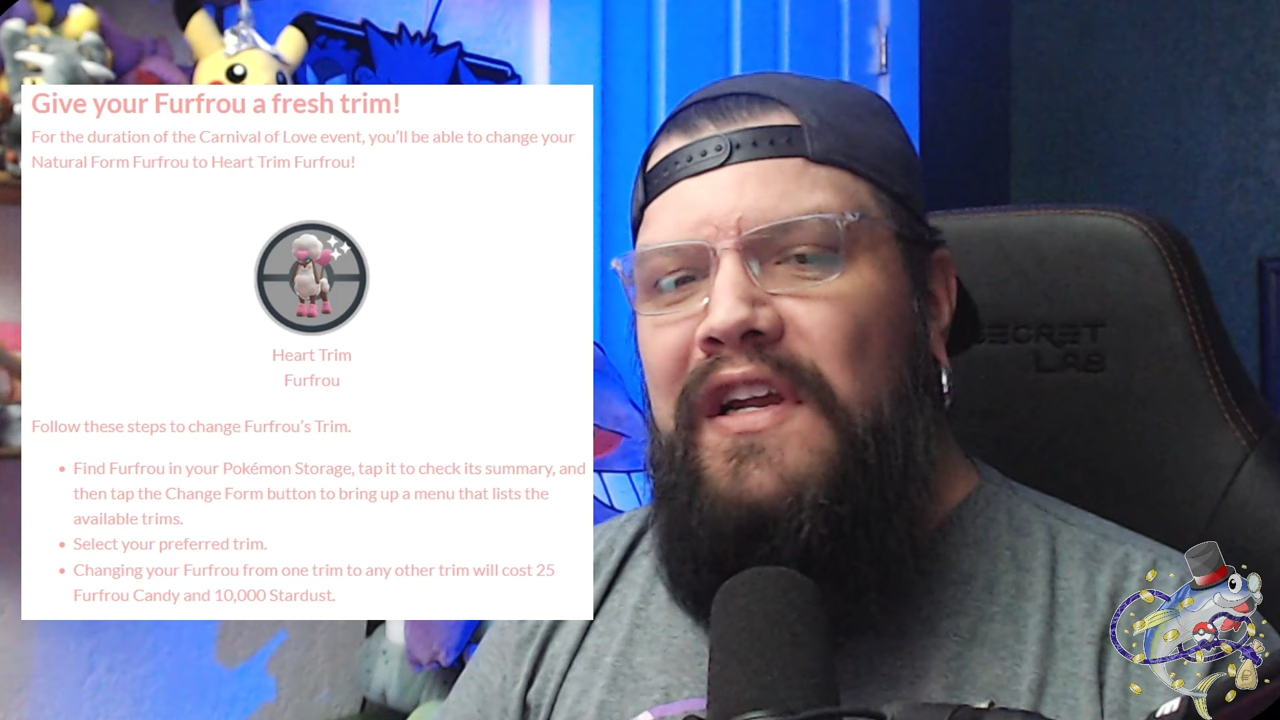 Give your Furfrou a fresh trim!
For the duration of the Carnival of Love event, you'll be able to change your
Natural Form Furfrou to Heart Trim Furfrou!
Heart Trim
Furfrou
Follow these steps to change Furfrou's Trim.
• Find Furfrou in your Pokémon Storage, tap it to check its summary, and
then tap the Change Form button to bring up a menu that lists the
available trims.
• Select your preferred trim.
• Changing your Furfrou from one trim to any other trim will cost 25
Furfrou Candy and 10,000 Stardust.
SECRET
LAB